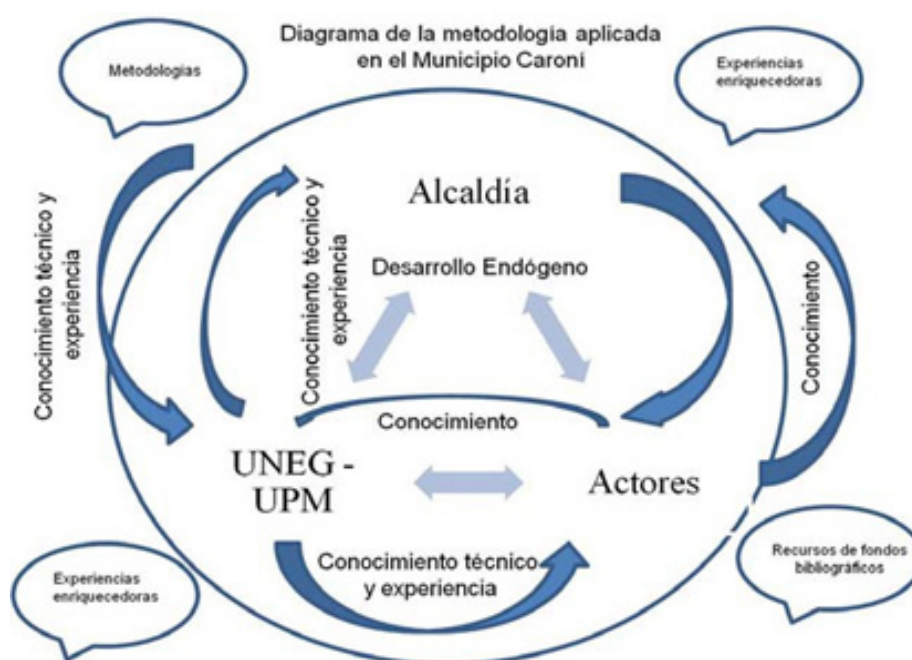 Diagrama de la metodología aplicada
en el Municipio Caroní
Metodologías
Experiencias
enriquecedoras
Conocimiento técnico y
experiencia
Conocimiento técnico y
experiencia
Alcaldía
Desarrollo Endógeno
Conocimiento
Conocimiento
UNEG -
UPM
Actores
Conocimiento técnico
y experiencia
Experiencias
enriquecedoras
Recursos de fondos
bibliográficos